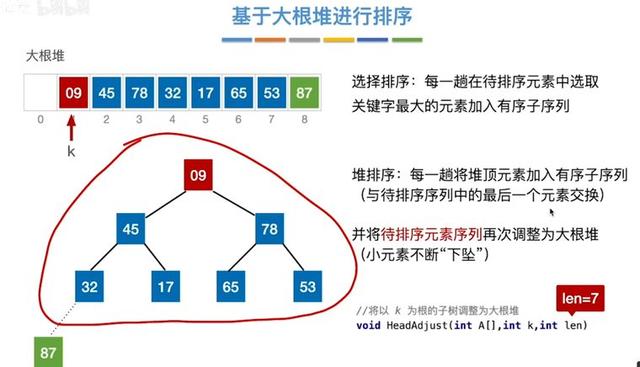 基于大根堆进行排序
大根堆
09 45 78 32 17 65 53 87
0 2 3 4 5 6 7 8
k
选择排序：每一趟在待排序元素中选取
关键字最大的元素加入有序子序列
堆排序：每一趟将堆顶元素加入有序子序列
（与待排序序列中的最后一个元素交换）
并将待排序元素序列再次调整为大根堆
（小元素不断“下坠”）
09
45 78
32 17 65 53
87
len=7
//将以 k 为根的子树调整为大根堆
void HeadAdjust(int A[],int k,int len)